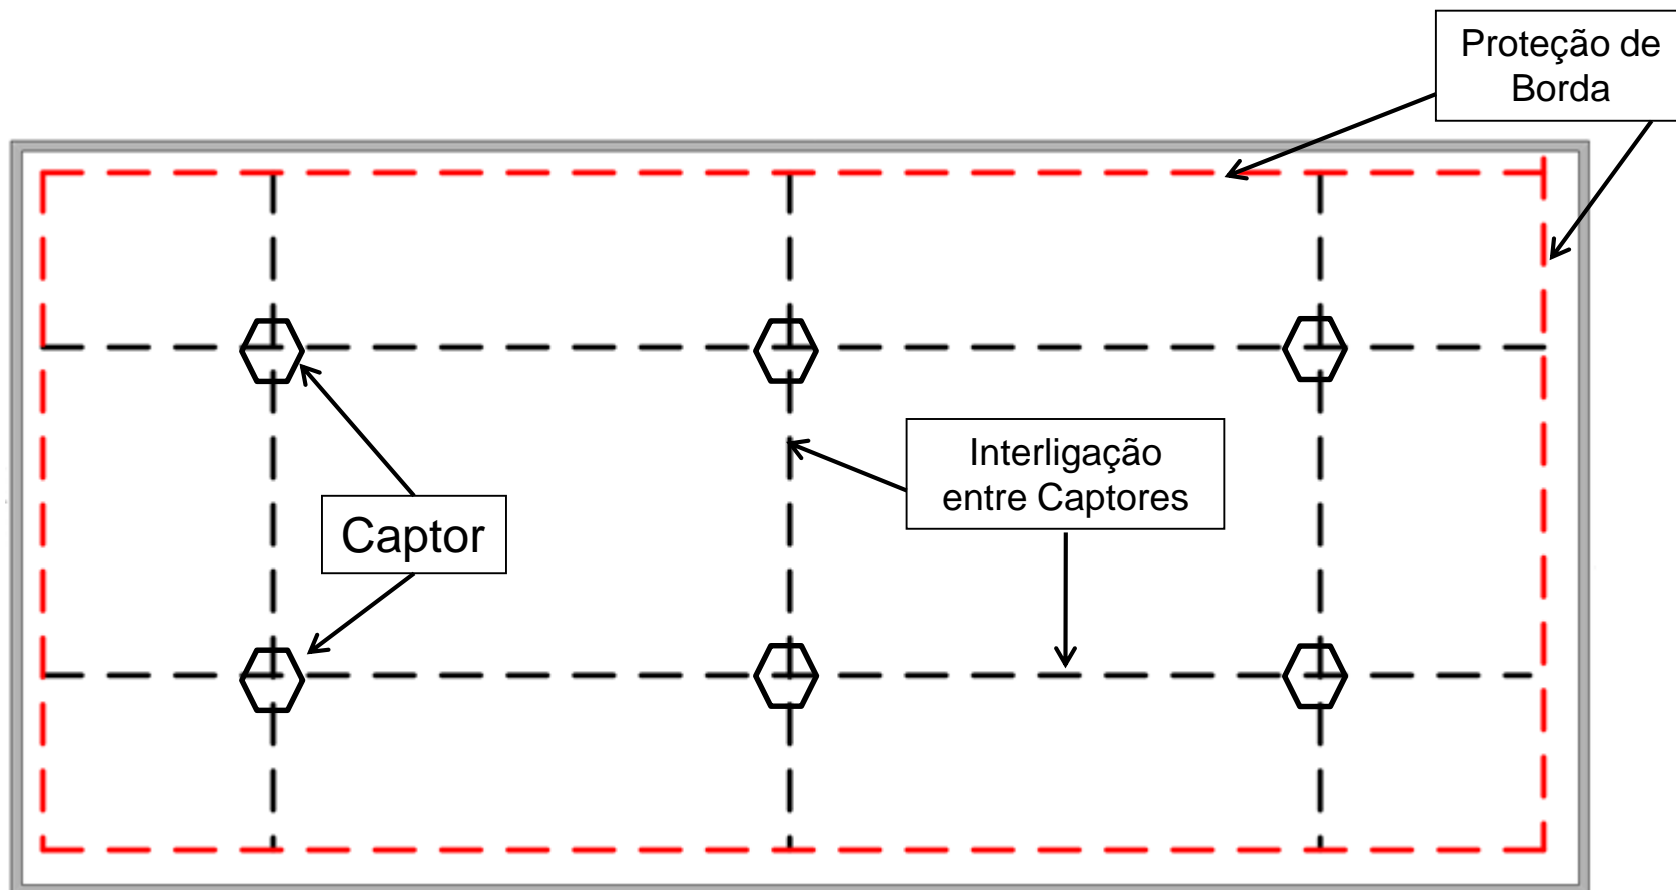 Proteção de
Borda
Interligação
entre Captores
Captor